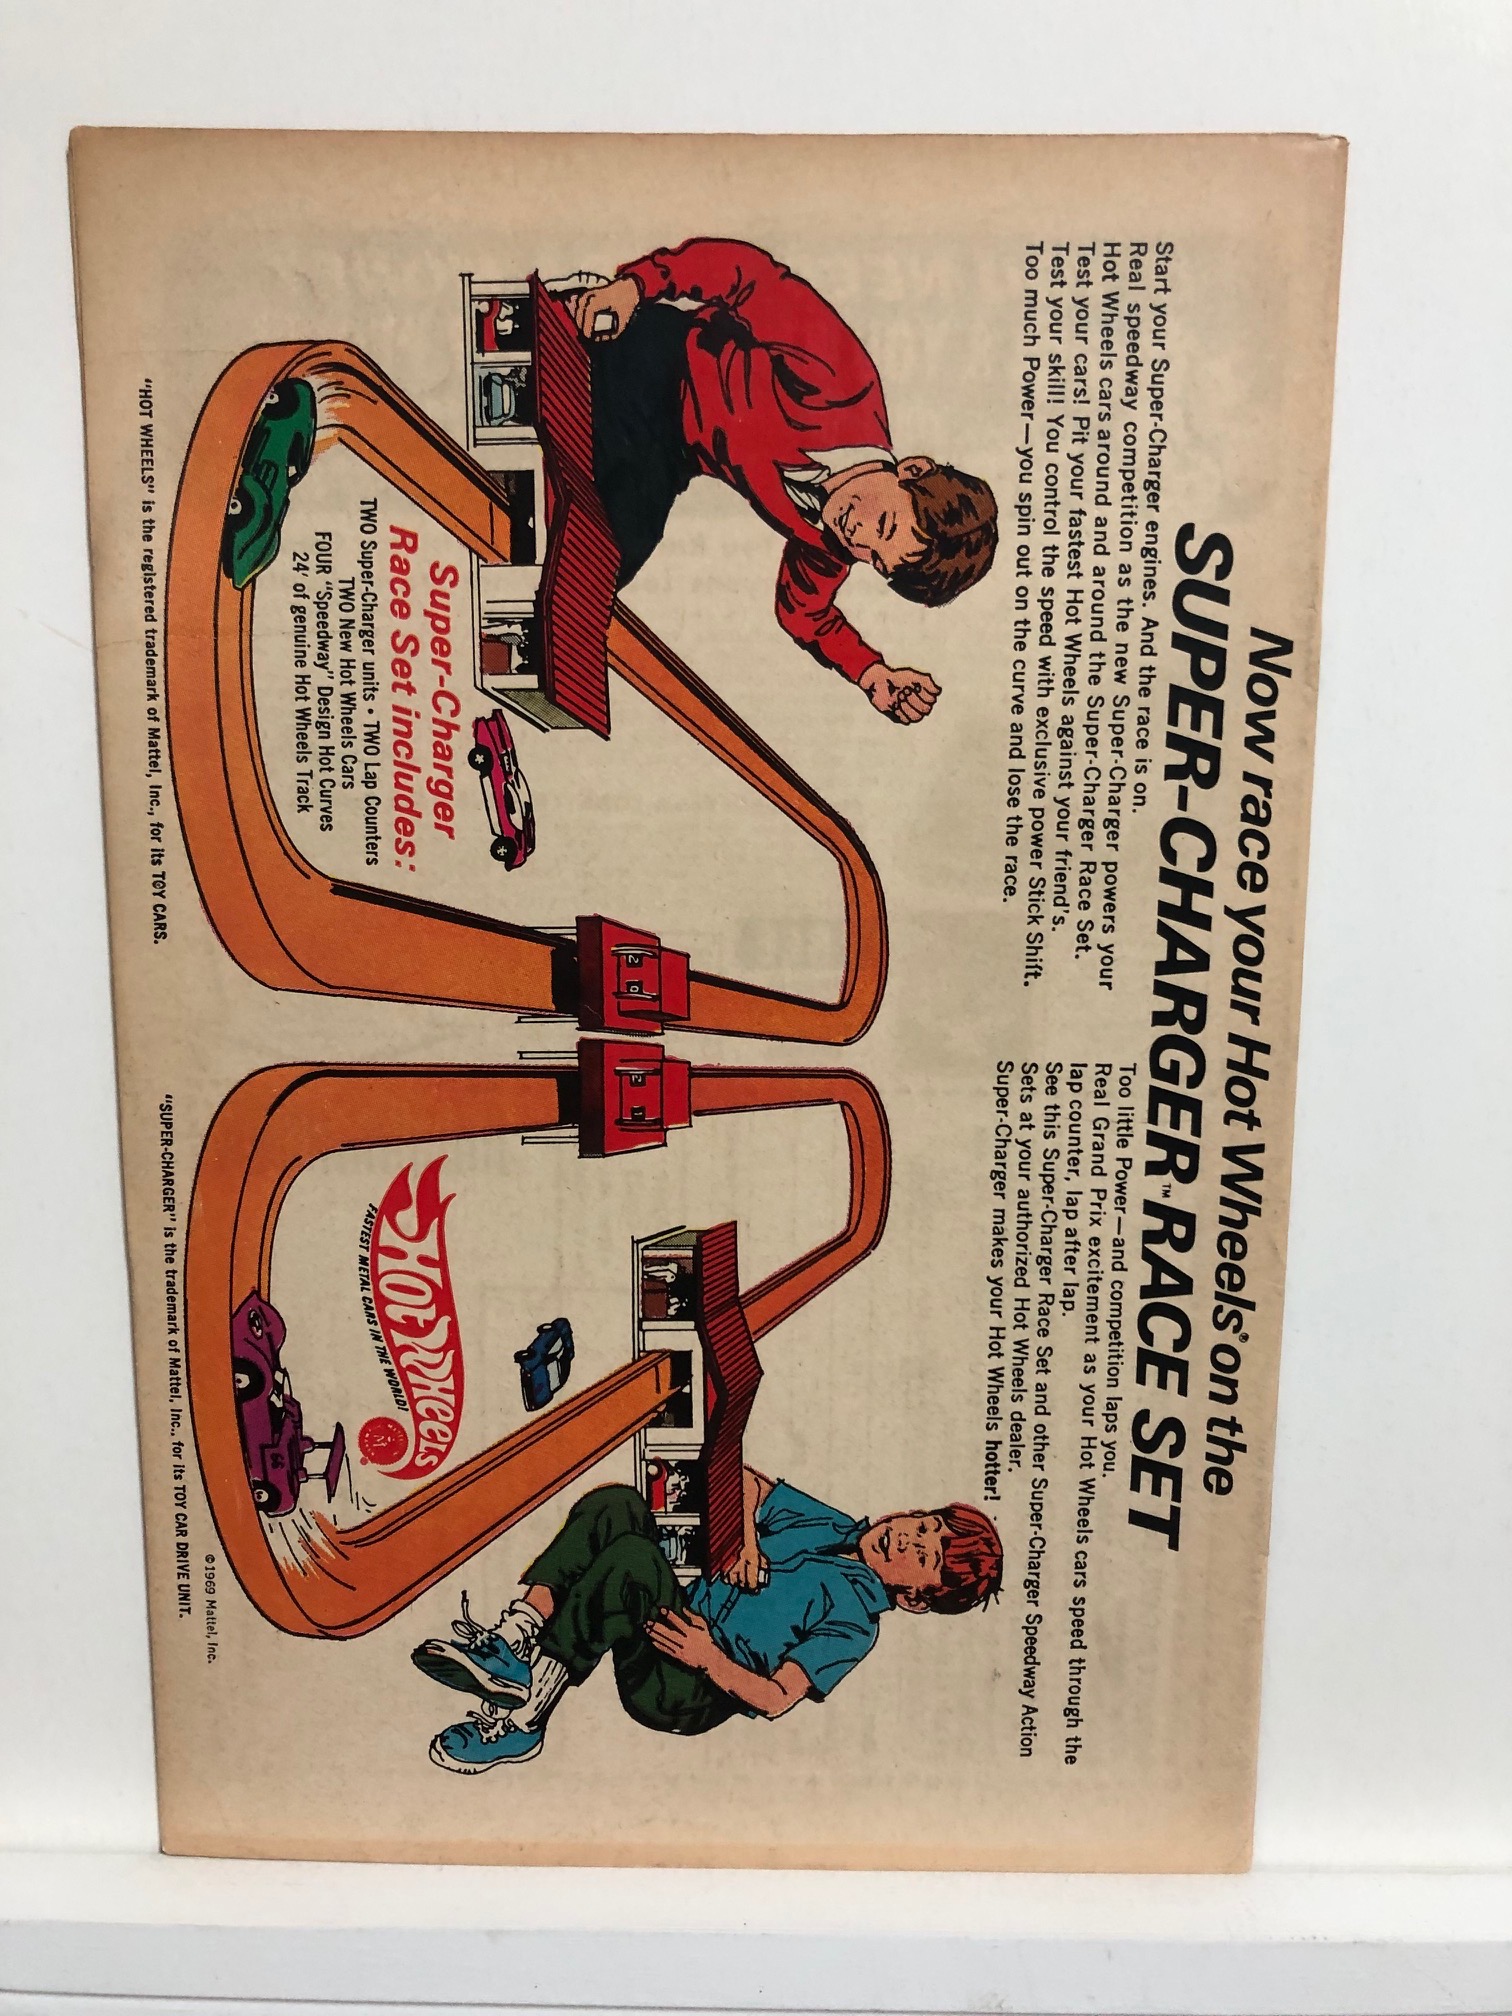 Now race your Hot Wheels® on the
SUPER-CHARGER™ RACE SET
Start your Super-Charger engines. And the race is on.
Real speedway competition as the new Super-Charger powers your
Hot Wheels cars around and around the Super-Charger Race Set.
Test your cars! Pit your fastest Hot Wheels against your friend's.
Test your skill! You control the speed with exclusive power Stick Shift.
Too much Power—you spin out on the curve and lose the race.
Too little Power—and competition laps you.
Real Grand Prix excitement as your Hot Wheels cars speed through the
lap counter, lap after lap.
See this Super-Charger Race Set and other Super-Charger Speedway Action
Sets at your authorized Hot Wheels dealer.
Super-Charger makes your Hot Wheels hotter!
2 0
2 1
Super-Charger
Race Set includes:
TWO Super-Charger units • TWO Lap Counters
TWO New Hot Wheels Cars
FOUR "Speedway" Design Hot Curves
24' of genuine Hot Wheels Track
HOT WHEELS
FASTEST METAL CARS IN THE WORLD!
66
©1969 Mattel, Inc.
"HOT WHEELS" is the registered trademark of Mattel, Inc., for its TOY CARS.
"SUPER-CHARGER" is the trademark of Mattel, Inc., for its TOY CAR DRIVE UNIT.